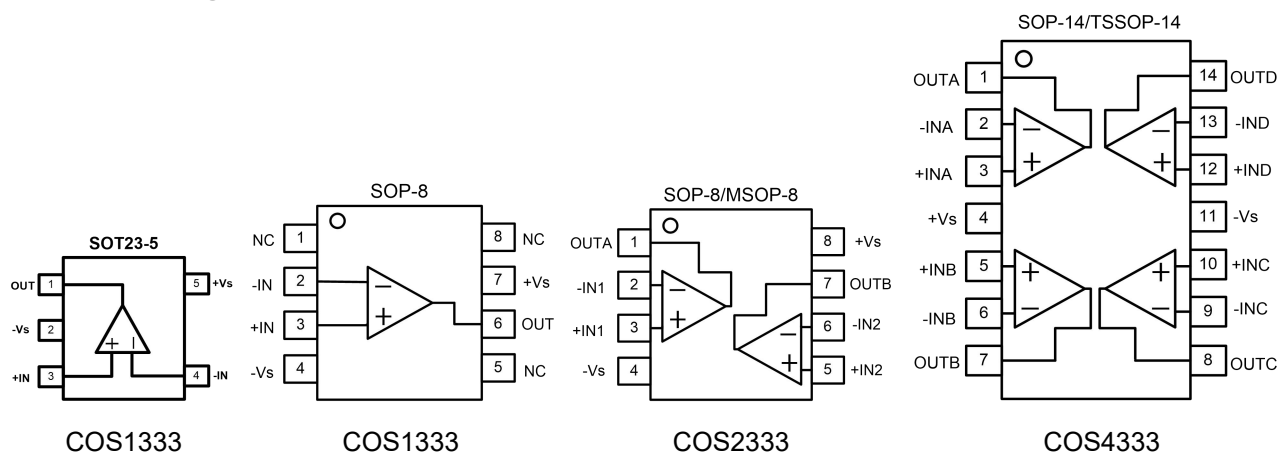 SOT23-5
OUT 1
-Vs 2
+IN 3
5 +Vs
4 -IN
COS1333
SOP-8
NC 1
-IN 2
+IN 3
-Vs 4
8 NC
7 +Vs
6 OUT
5 NC
COS1333
SOP-8/MSOP-8
OUTA 1
-IN1 2
+IN1 3
-Vs 4
8 +Vs
7 OUTB
6 -IN2
5 +IN2
COS2333
SOP-14/TSSOP-14
OUTA 1
-INA 2
+INA 3
+Vs 4
+INB 5
-INB 6
OUTB 7
14 OUTD
13 -IND
12 +IND
11 -Vs
10 +INC
9 -INC
8 OUTC
COS4333